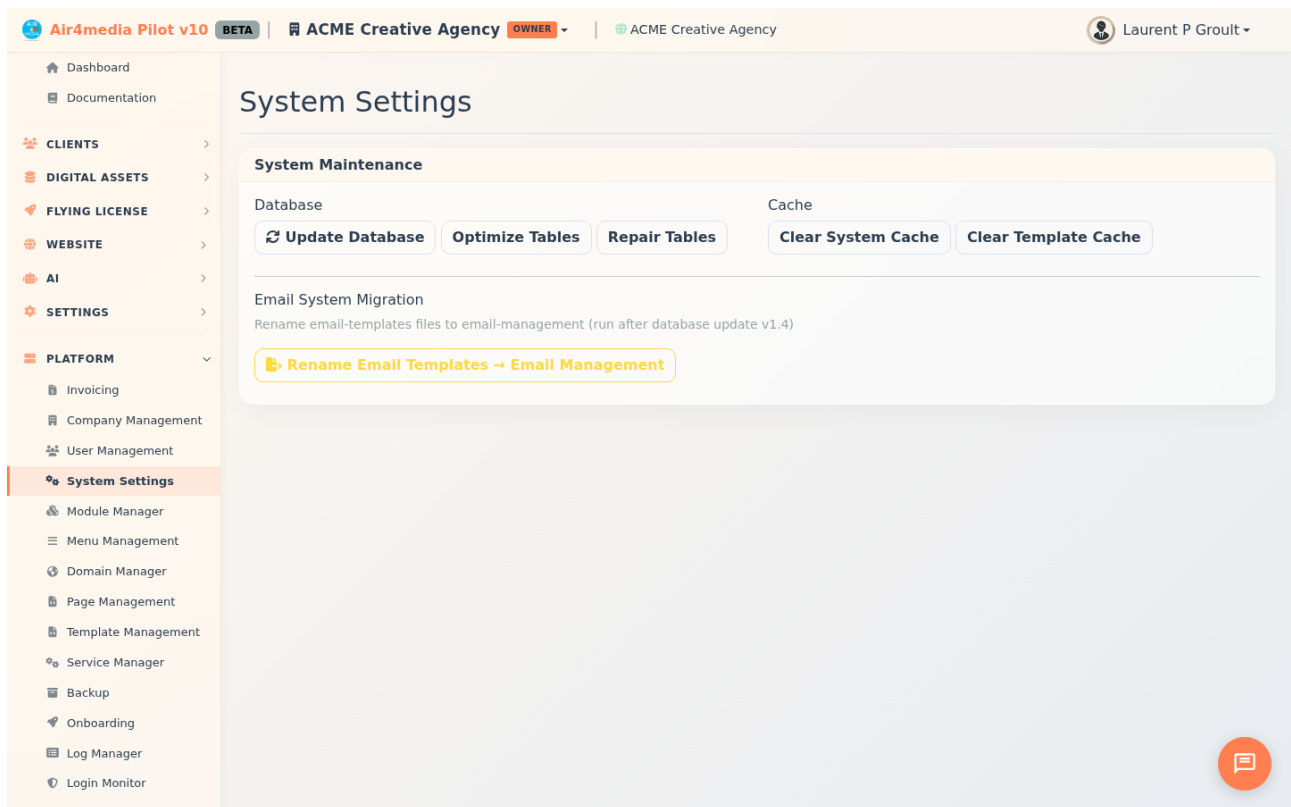 Air4media Pilot v10 BETA | ACME Creative Agency OWNER | ACME Creative Agency Laurent P Groult
Dashboard
Documentation
CLIENTS
DIGITAL ASSETS
FLYING LICENSE
WEBSITE
AI
SETTINGS
PLATFORM
Invoicing
Company Management
User Management
System Settings
Module Manager
Menu Management
Domain Manager
Page Management
Template Management
Service Manager
Backup
Onboarding
Log Manager
Login Monitor
System Settings
System Maintenance
Database
Update Database Optimize Tables Repair Tables
Cache
Clear System Cache Clear Template Cache
Email System Migration
Rename email-templates files to email-management (run after database update v1.4)
Rename Email Templates → Email Management